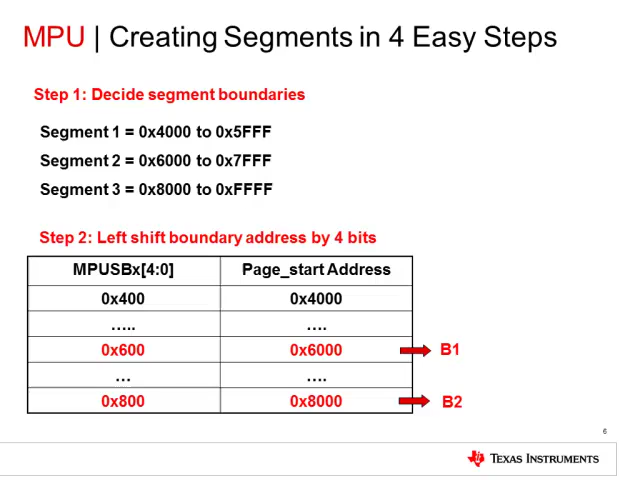 MPU | Creating Segments in 4 Easy Steps
Step 1: Decide segment boundaries
Segment 1 = 0x4000 to 0x5FFF
Segment 2 = 0x6000 to 0x7FFF
Segment 3 = 0x8000 to 0xFFFF
Step 2: Left shift boundary address by 4 bits
MPUSBx[4:0] Page_start Address
0x400 0x4000
….. ….
0x600 0x6000 B1
… ….
0x800 0x8000 B2
6
TEXAS INSTRUMENTS